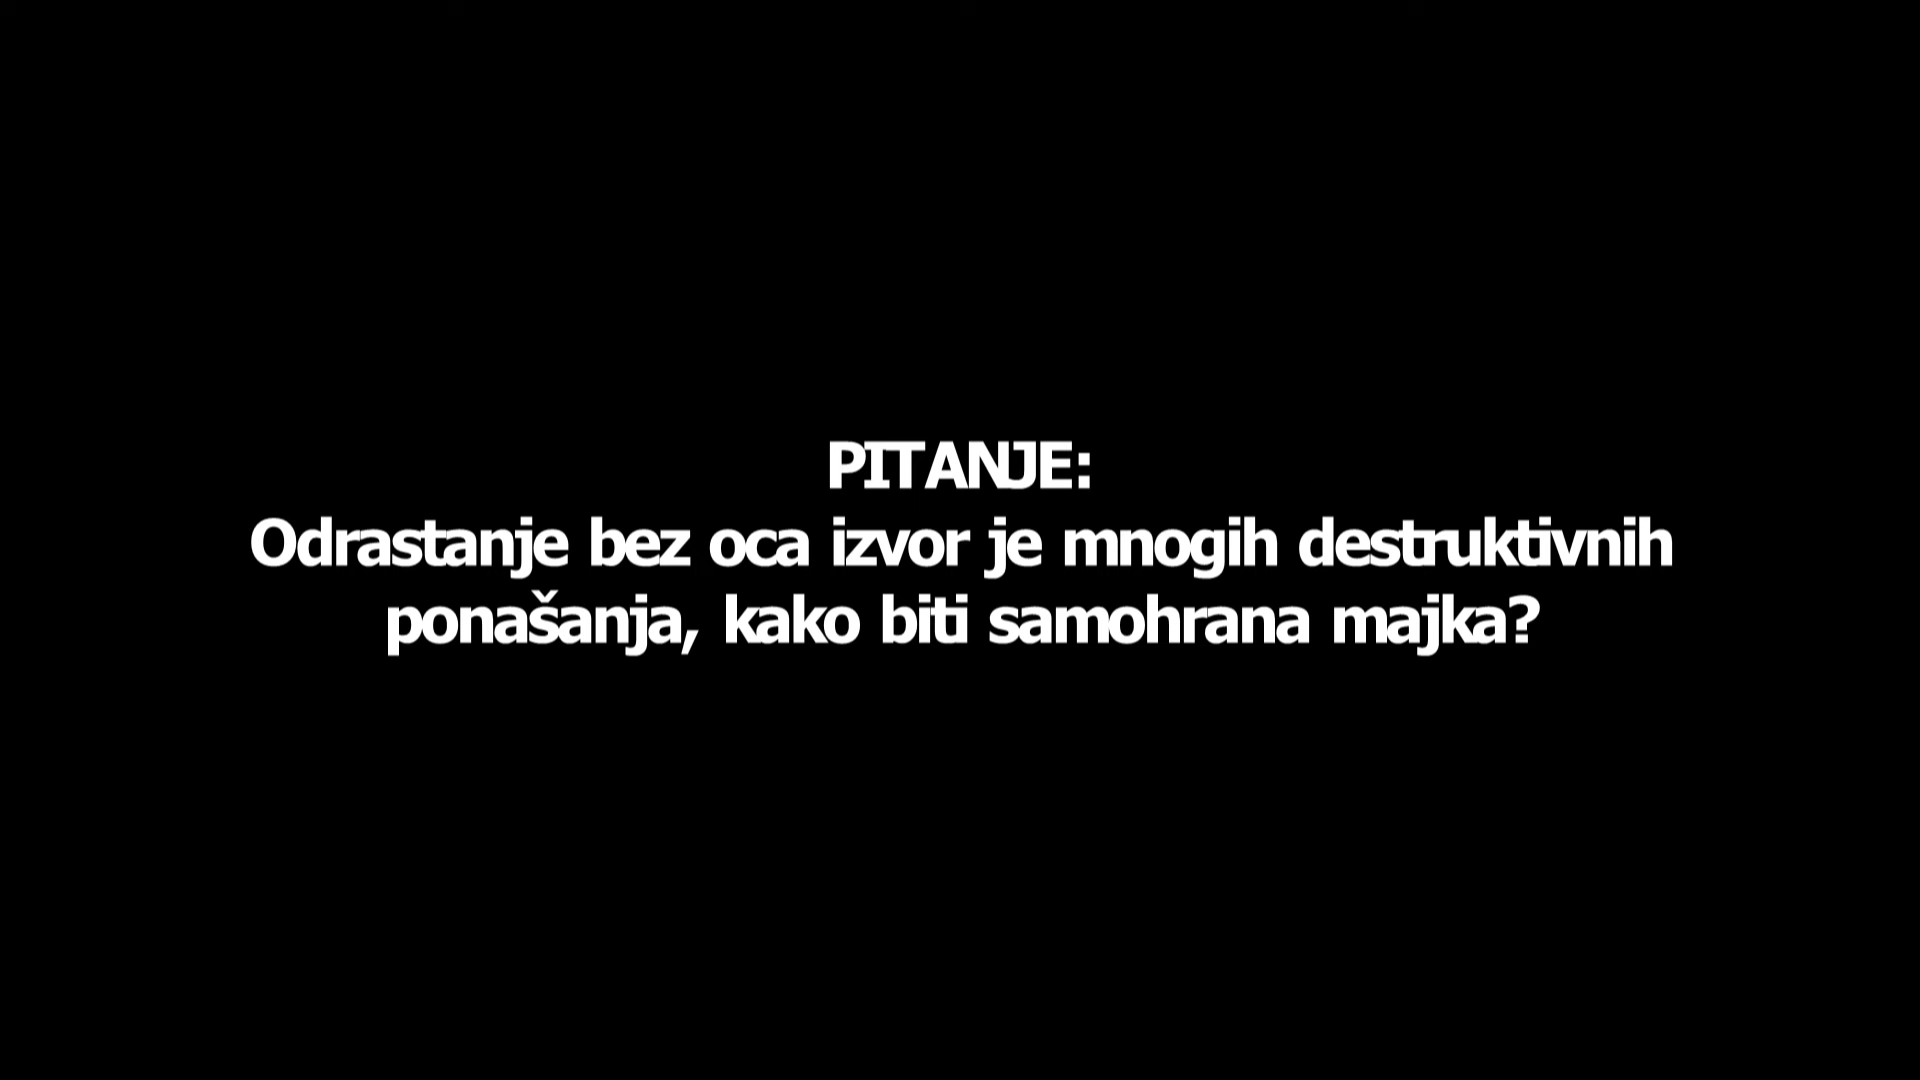 PITANJE:
Odrastanje bez oca izvor je mnogih destruktivnih
ponašanja, kako biti samohrana majka?